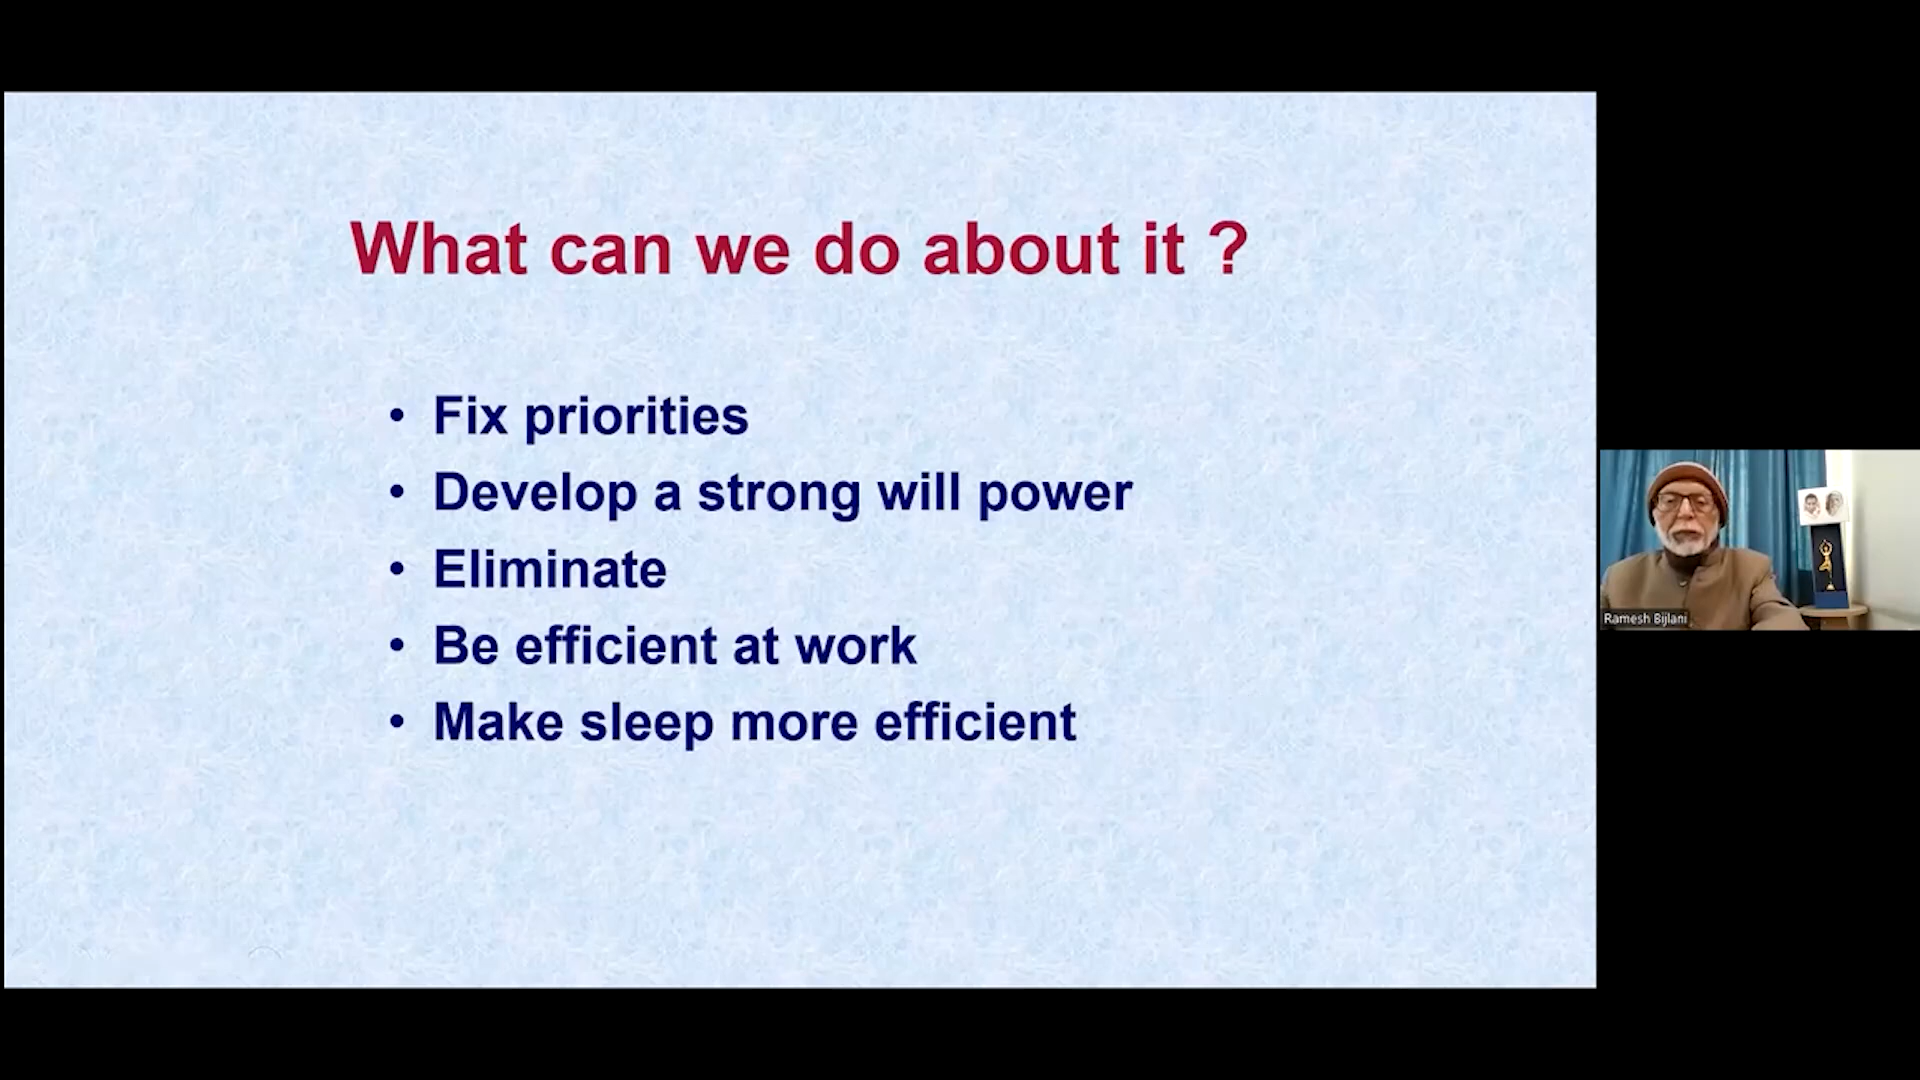 What can we do about it ?
• Fix priorities
• Develop a strong will power
• Eliminate
• Be efficient at work
• Make sleep more efficient
Ramesh Bijlani